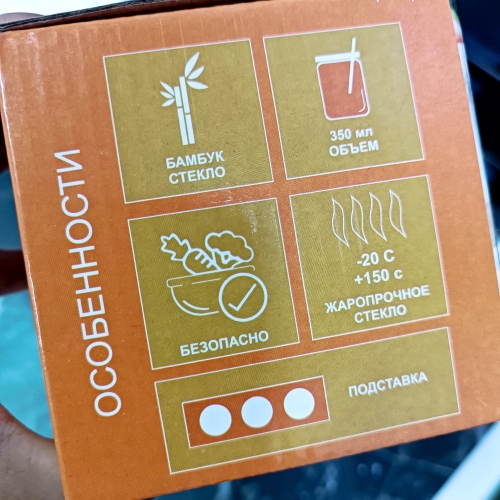 ОСОБЕННОСТИ
БАМБУК
СТЕКЛО
350 мл
ОБЪЕМ
БЕЗОПАСНО
-20 С
+150 с
ЖАРОПРОЧНОЕ
СТЕКЛО
ПОДСТАВКА